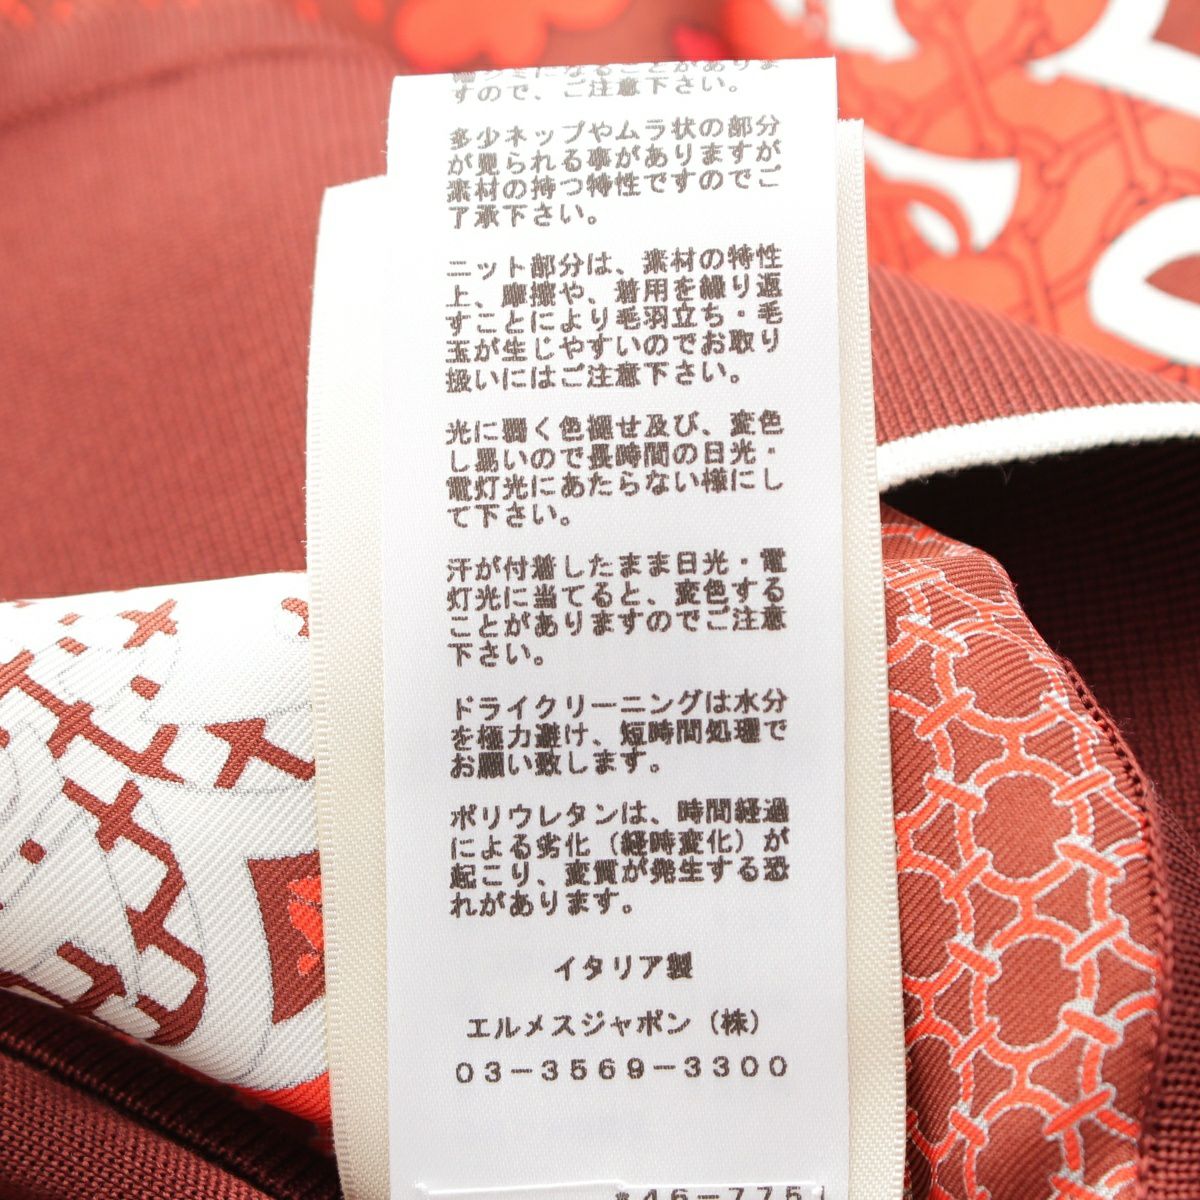 輪ジミになることがありま
すので、ご注意下さい。
多少ネップやムラ状の部分
が見られる事がありますが
素材の持つ特性ですのでご
了承下さい。
ニット部分は、素材の特性
上、摩擦や、着用を繰り返
すことにより毛羽立ち・毛
玉が生じやすいのでお取り
扱いにはご注意下さい。
光に弱く色褪せ及び、変色
し易いので長時間の日光・
電灯光にあたらない様にし
て下さい。
汗が付着したまま日光・電
灯光に当てると、変色する
ことがありますのでご注意
下さい。
ドライクリーニングは水分
を極力避け、短時間処理で
お願い致します。
ポリウレタンは、時間経過
による劣化（経時変化）が
起こり、変質が発生する恐
れがあります。
イタリア製
エルメスジャポン（株）
03-3569-3300